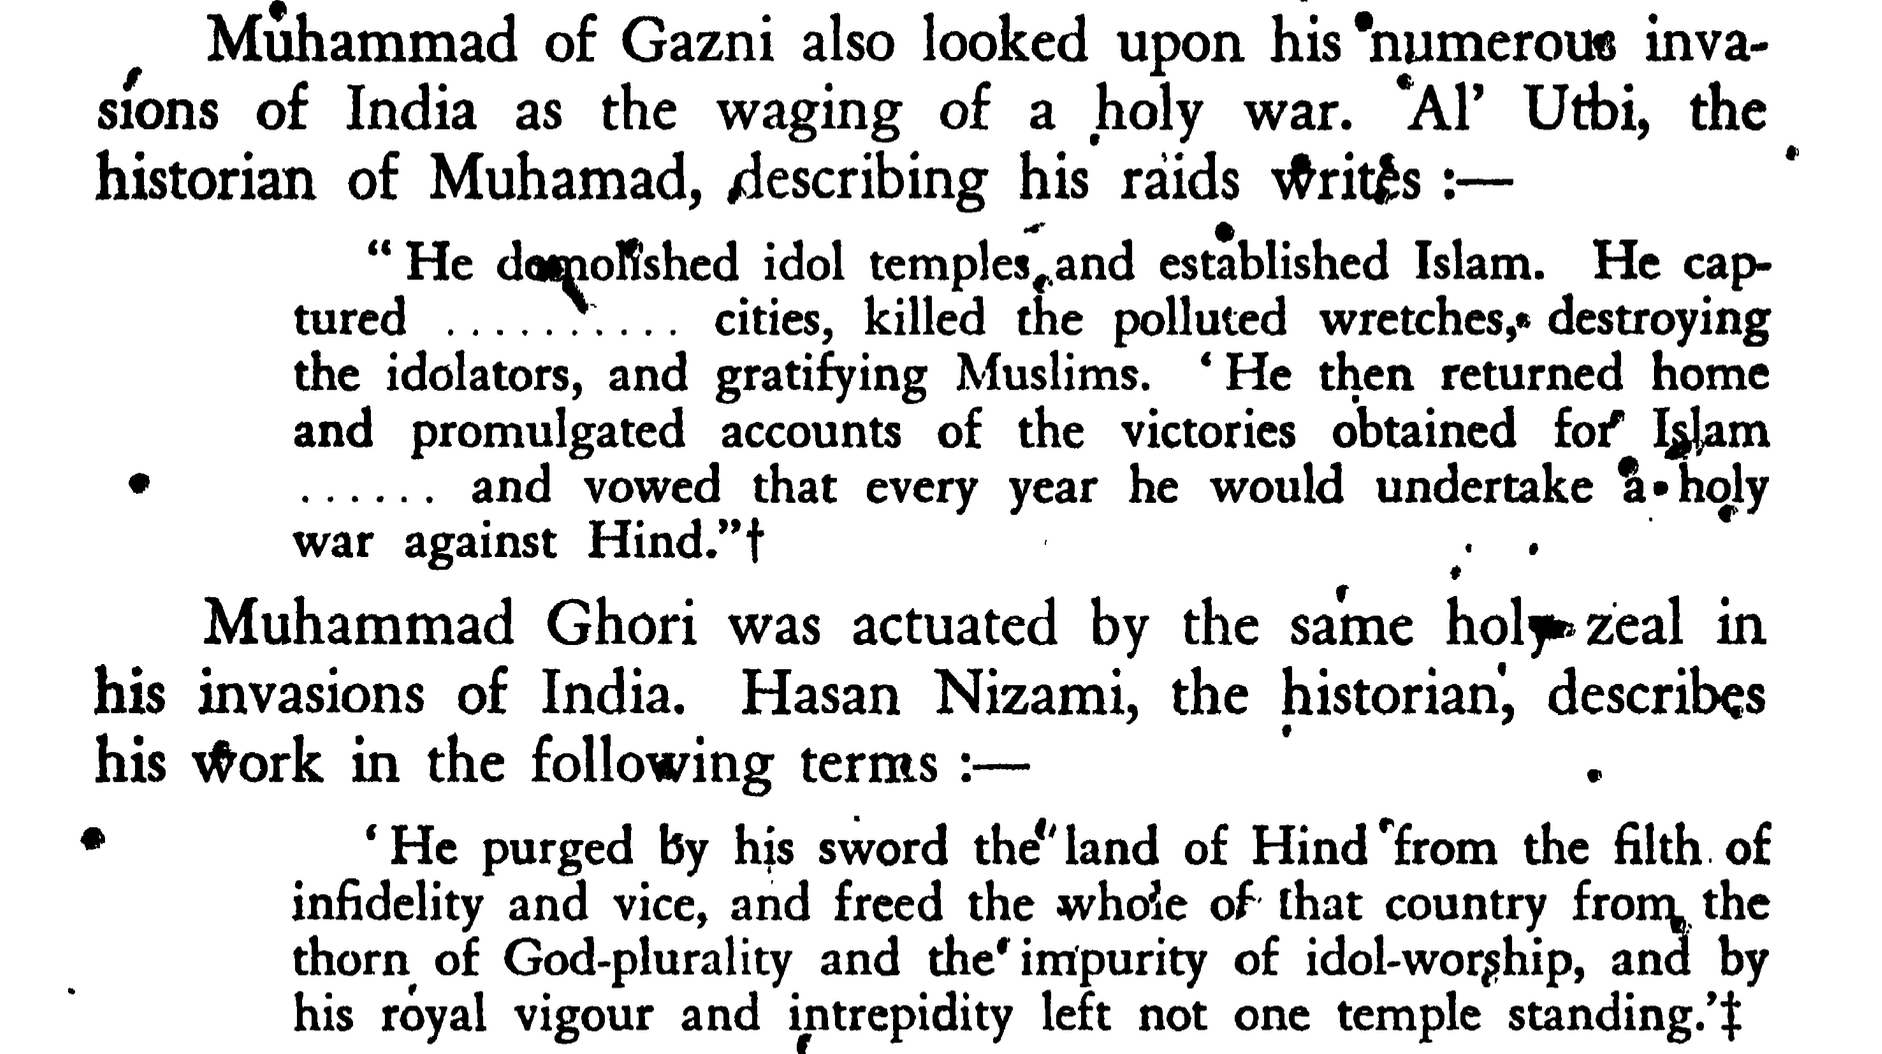 Muhammad of Gazni also looked upon his numerous inva-
sions of India as the waging of a holy war. Al' Utbi, the
historian of Muhamad, describing his raids writes :—
“ He demolished idol temples and established Islam. He cap-
tured .......... cities, killed the polluted wretches, destroying
the idolators, and gratifying Muslims. ‘ He then returned home
and promulgated accounts of the victories obtained for Islam
...... and vowed that every year he would undertake a holy
war against Hind.”†
Muhammad Ghori was actuated by the same holy zeal in
his invasions of India. Hasan Nizami, the historian, describes
his work in the following terms :—
‘ He purged by his sword the land of Hind from the filth of
infidelity and vice, and freed the whole of that country from the
thorn of God-plurality and the impurity of idol-worship, and by
his royal vigour and intrepidity left not one temple standing.’‡